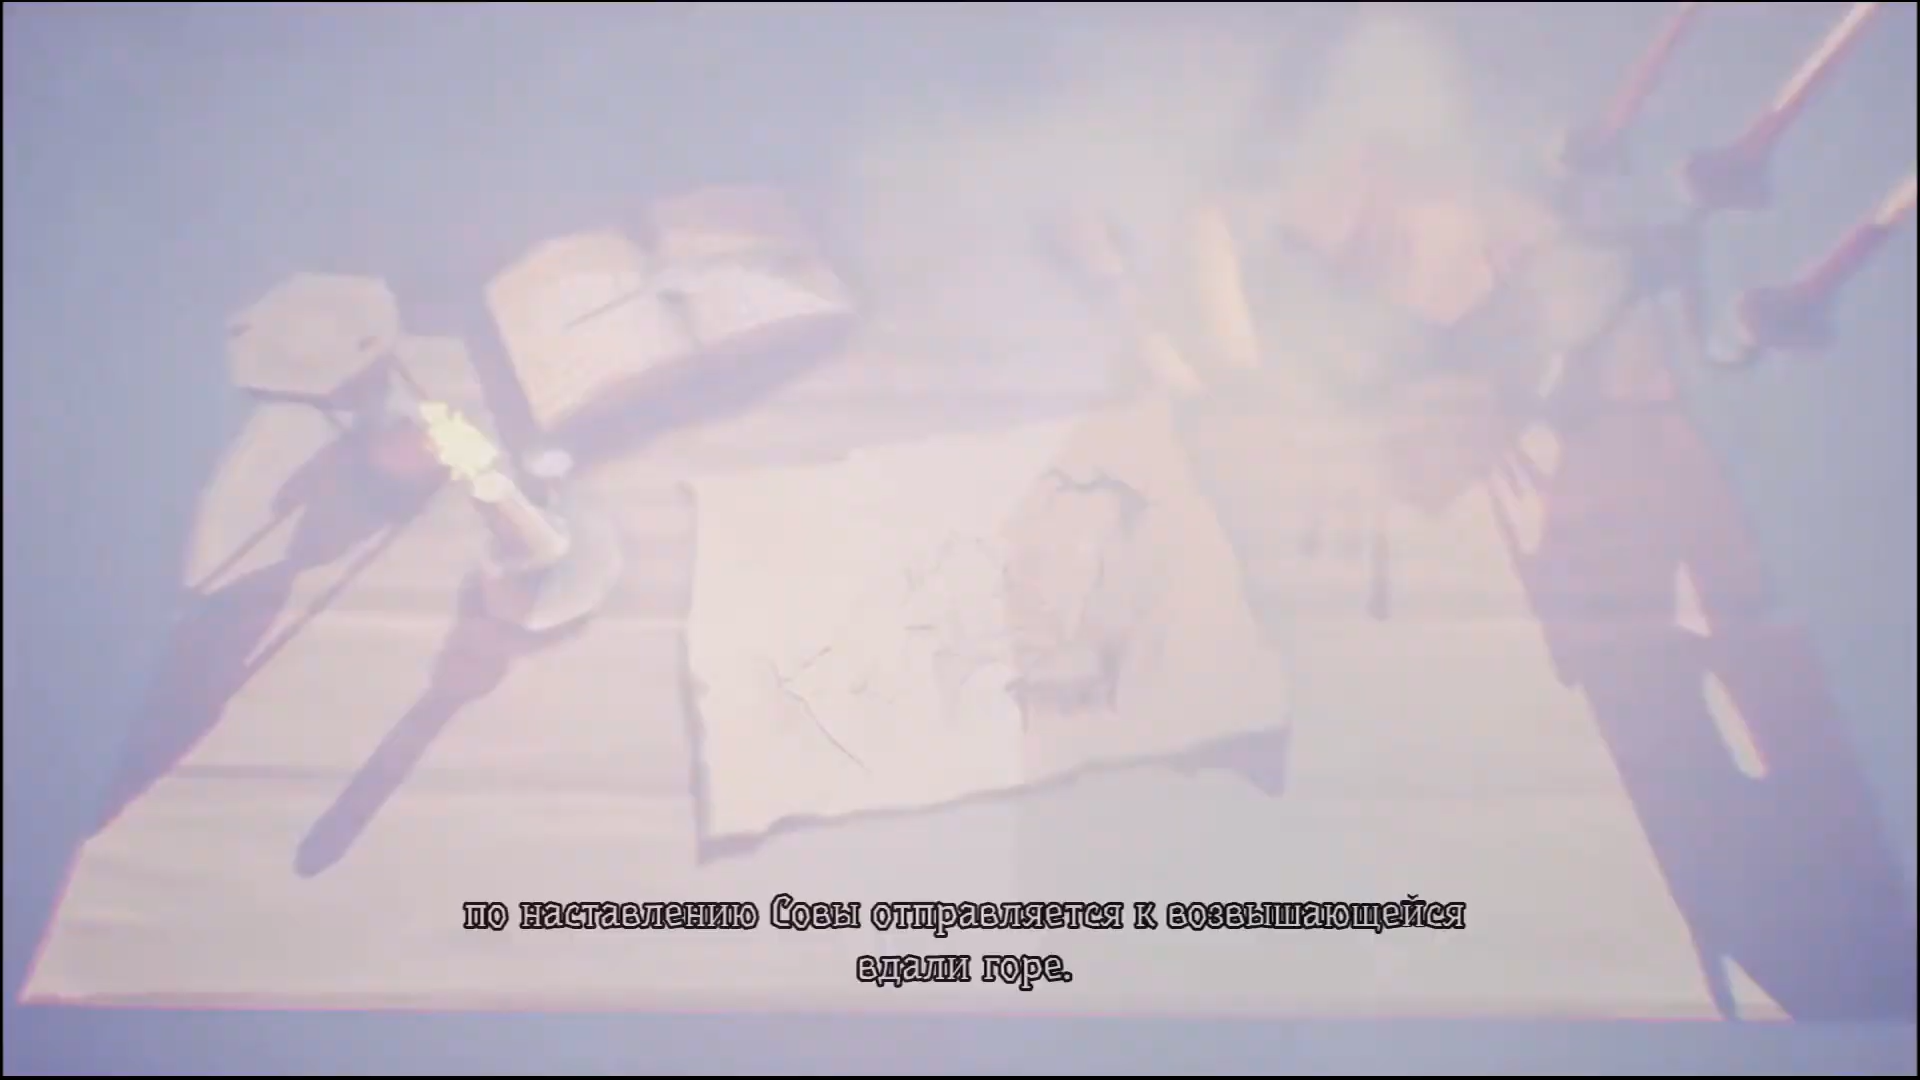 по наставлению Совы отправляется к возвышающейся
вдали горе.